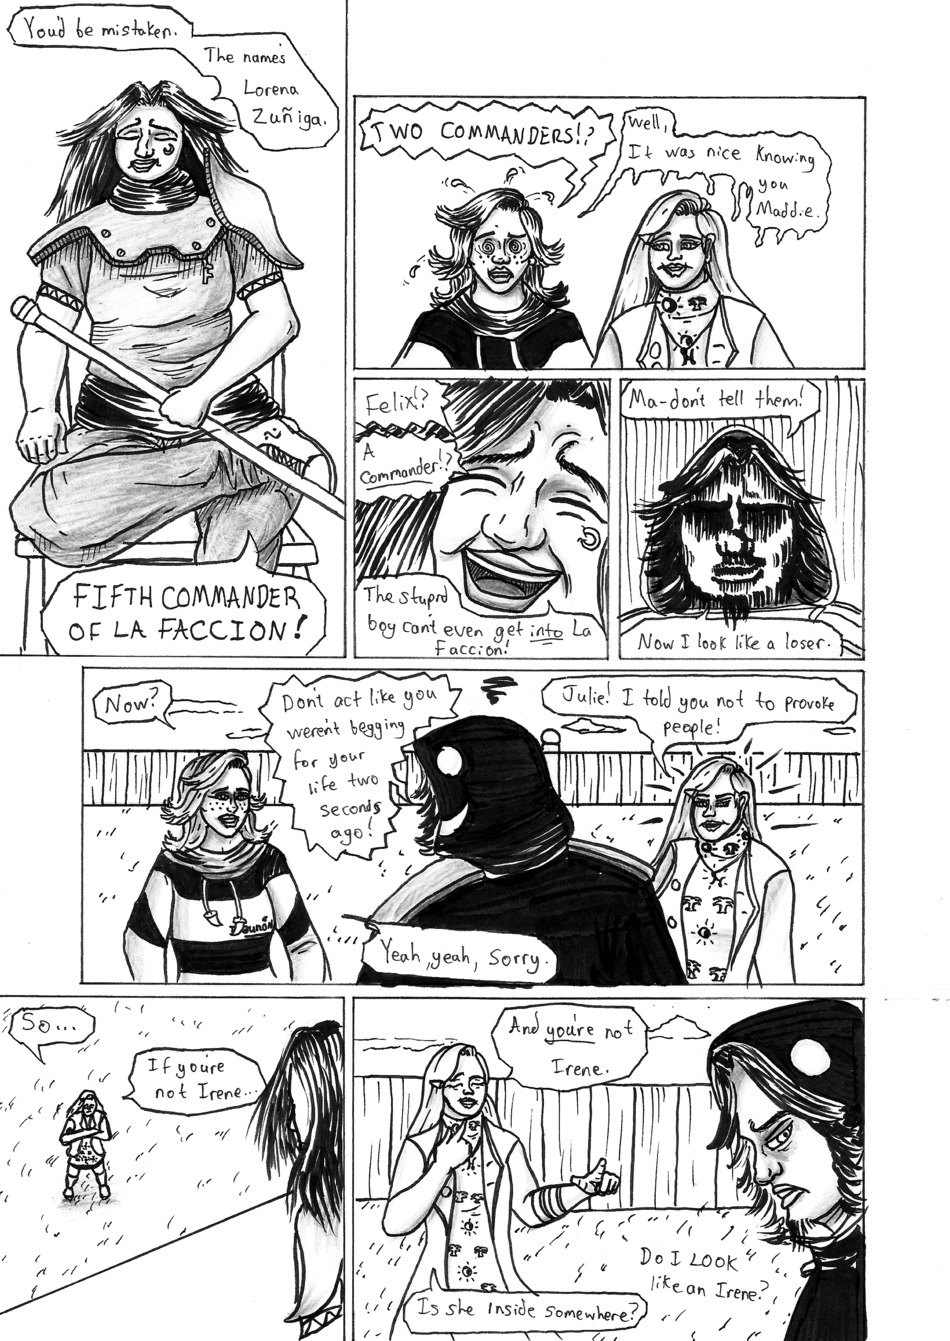 You'd be mistaken.
The name's
Lorena
Zuñiga.
FIFTH COMMANDER
OF LA FACCION!
TWO COMMANDERS!?
Well,
It was nice Knowing
you
Maddie.
Felix!?
A
Commander!?
The stupid
boy cant even get into La
Faccion!
Ma-don't tell them!
Now I look like a loser.
Now?
Don't act like you
weren't begging
for your
life two
seconds
ago!
Julie! I told you not to provoke
people!
Yeah, yeah, Sorry.
So...
If you're
not Irene...
And you're not
Irene.
Is she inside somewhere?
Do I LOOK
like an Irene?